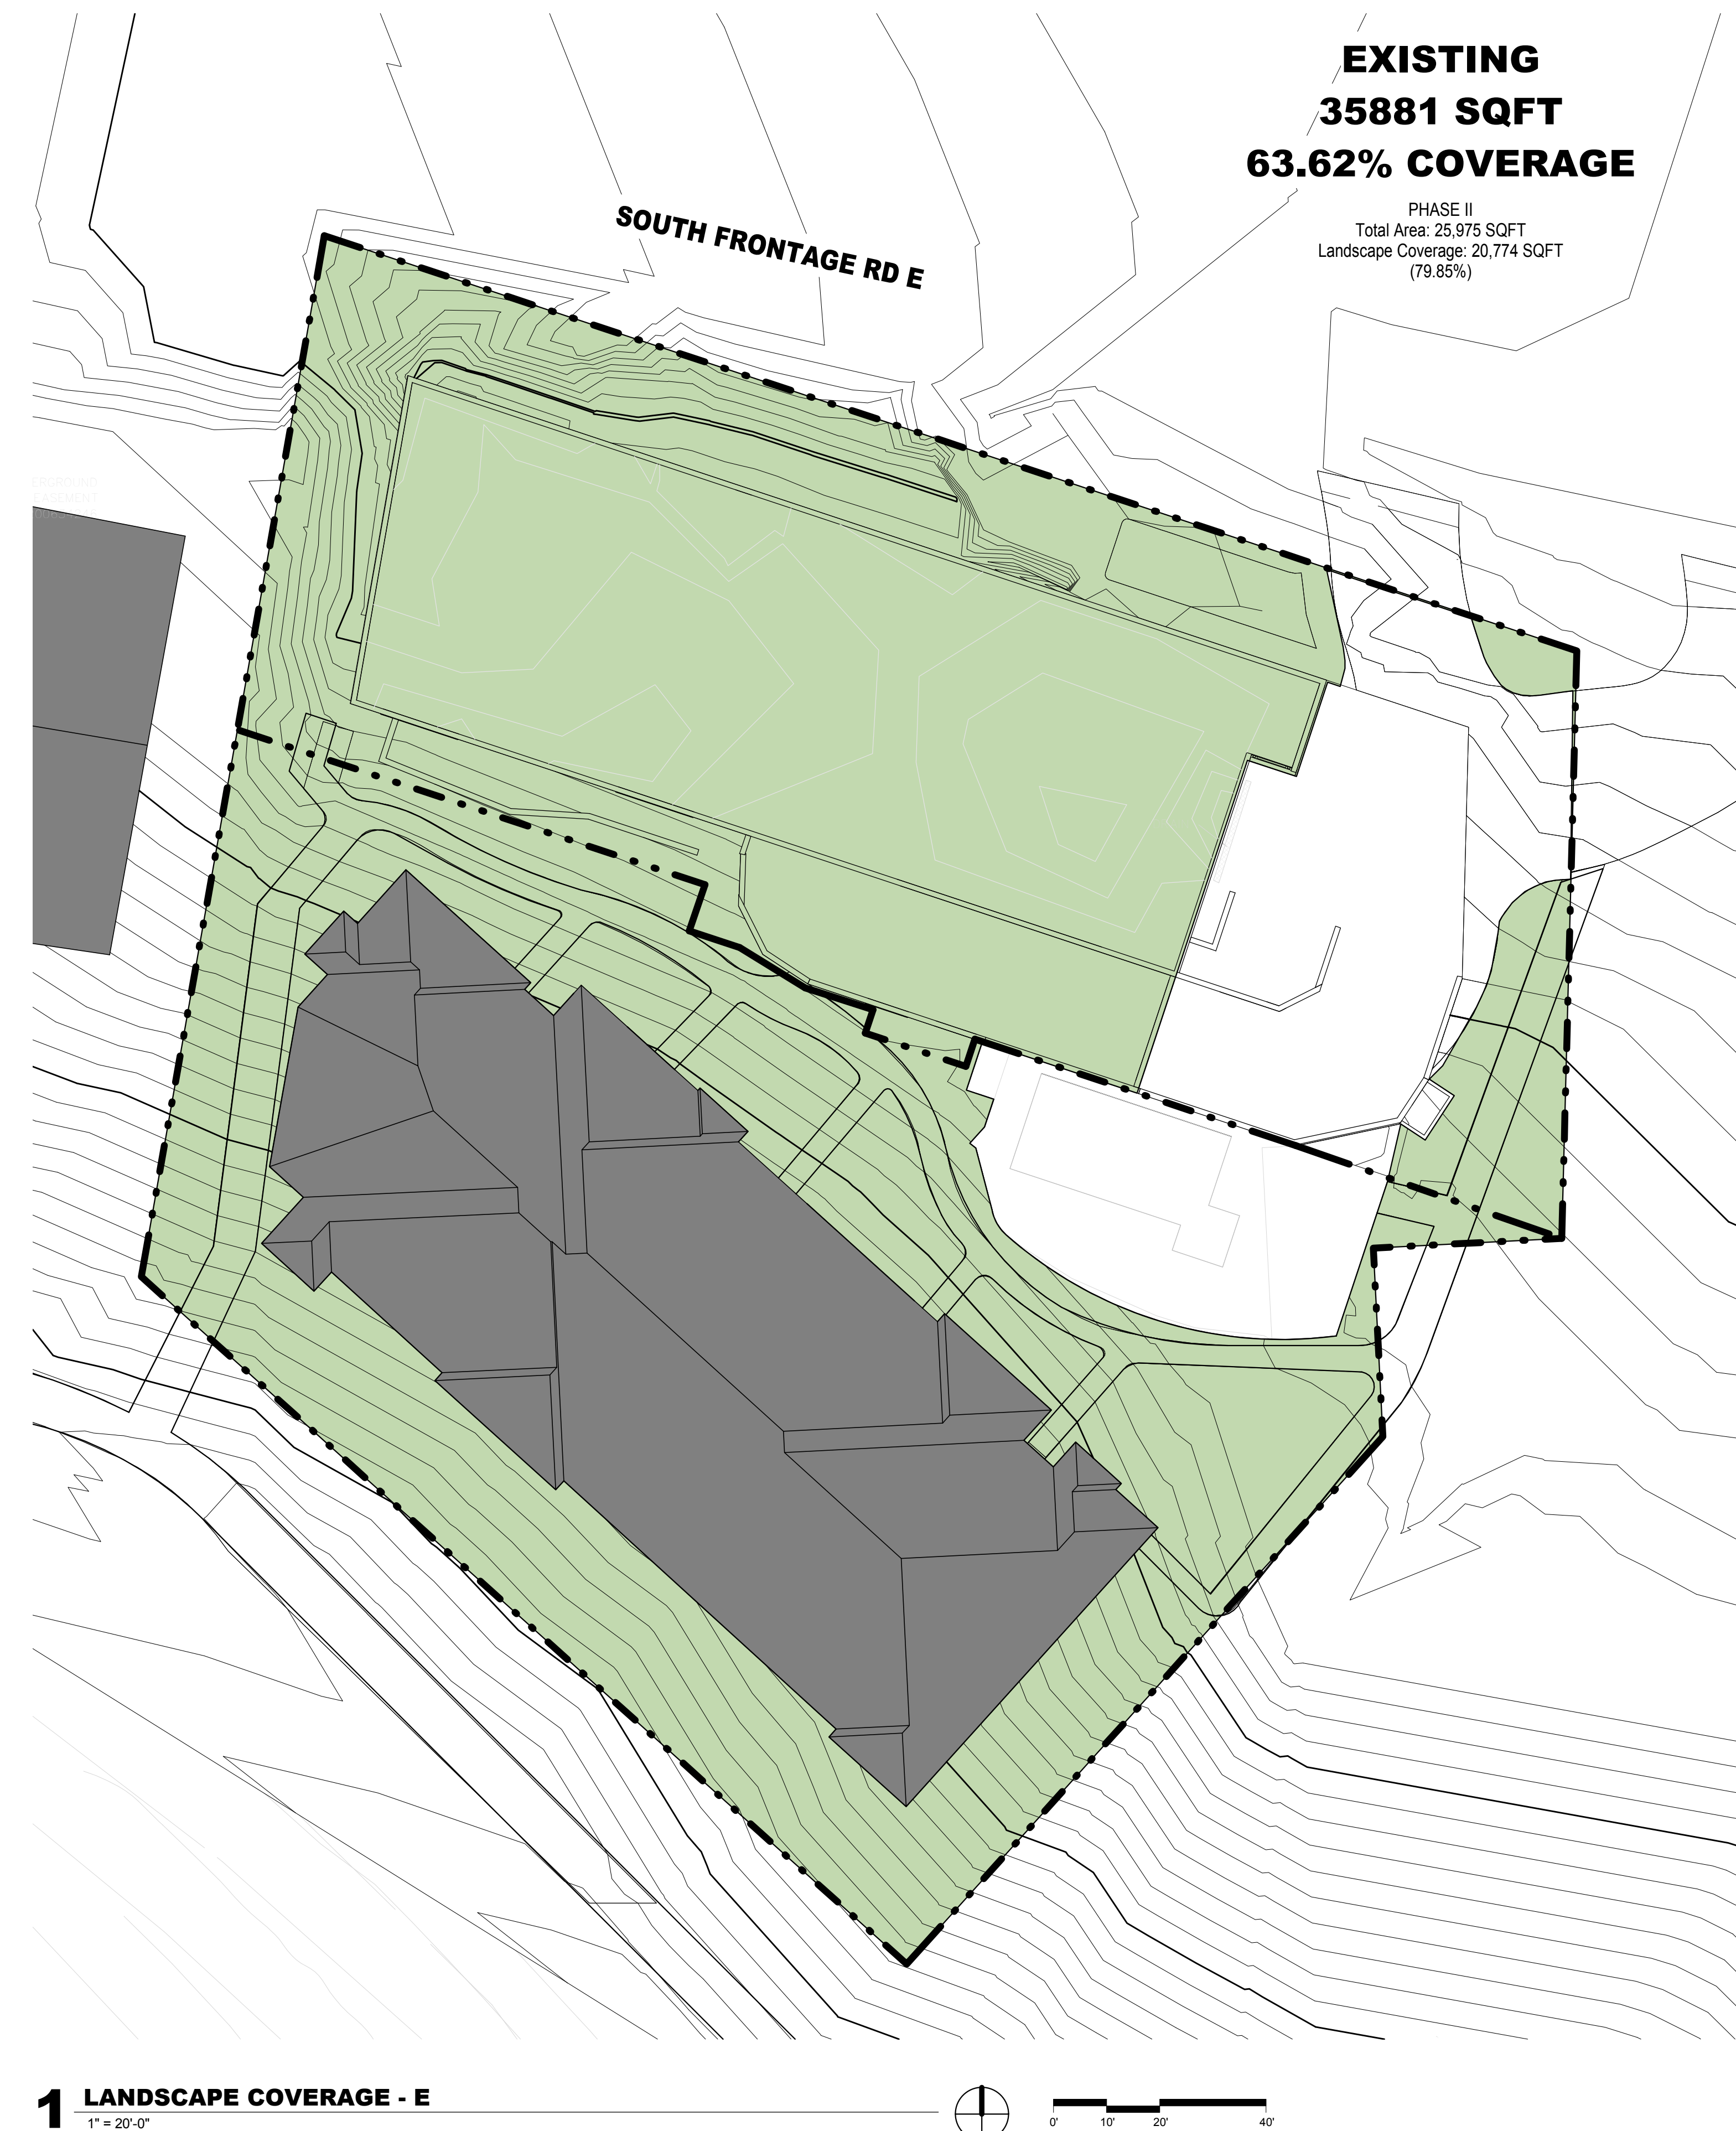 EXISTING
35881 SQFT
63.62% COVERAGE
PHASE II
Total Area: 25,975 SQFT
Landscape Coverage: 20,774 SQFT
(79.85%)
SOUTH FRONTAGE RD E
ERGROUND
EASEMENT
1 LANDSCAPE COVERAGE - E
1" = 20'-0"
0' 10' 20' 40'